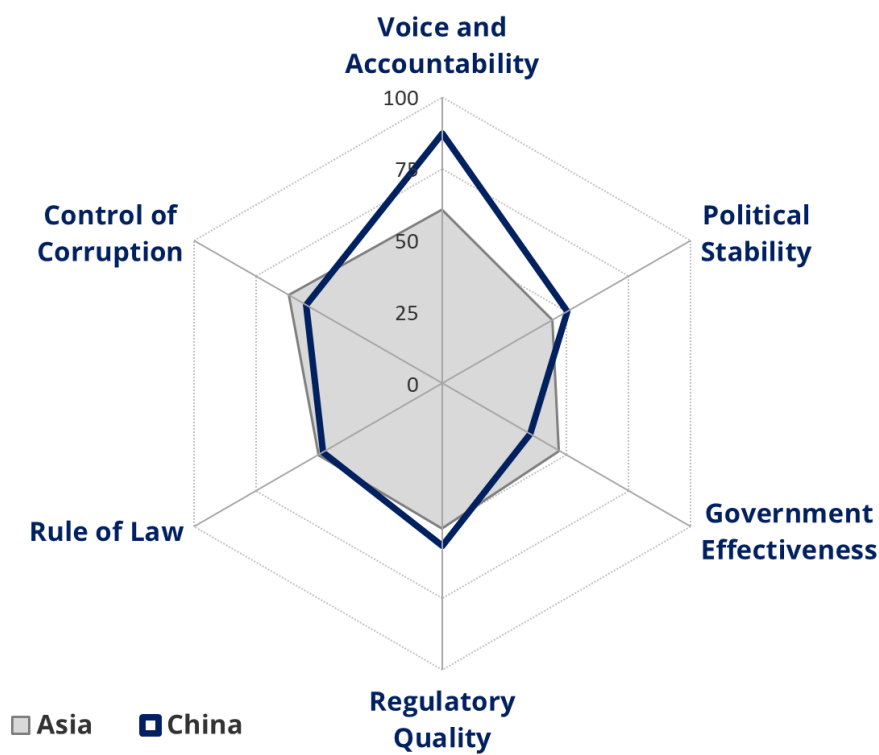 Voice and
Accountability
100
75
50
25
0
Control of
Corruption
Political
Stability
Rule of Law
Government
Effectiveness
Regulatory
Quality
Asia
China